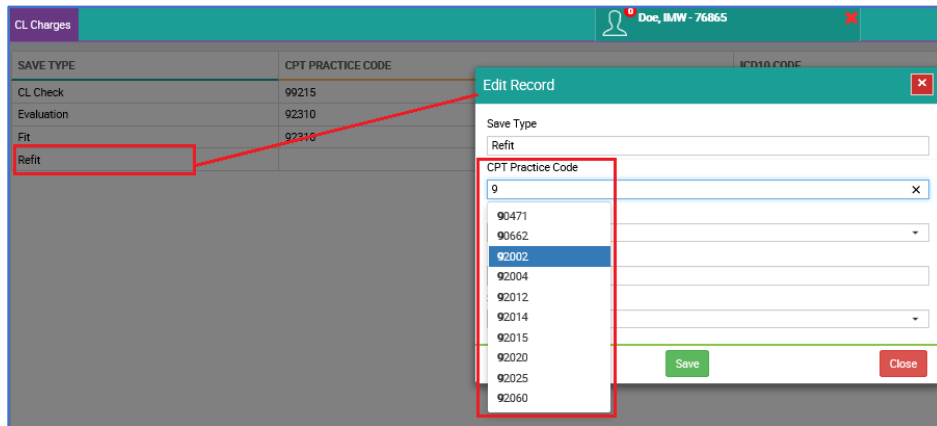 CL Charges
0
Doe, IMW - 76865
SAVE TYPE
CPT PRACTICE CODE
ICD10 CODE
CL Check
99215
Evaluation
92310
Fit
92310
Refit
Edit Record
Save Type
Refit
CPT Practice Code
9
90471
90662
92002
92004
92012
92014
92015
92020
92025
92060
Save
Close